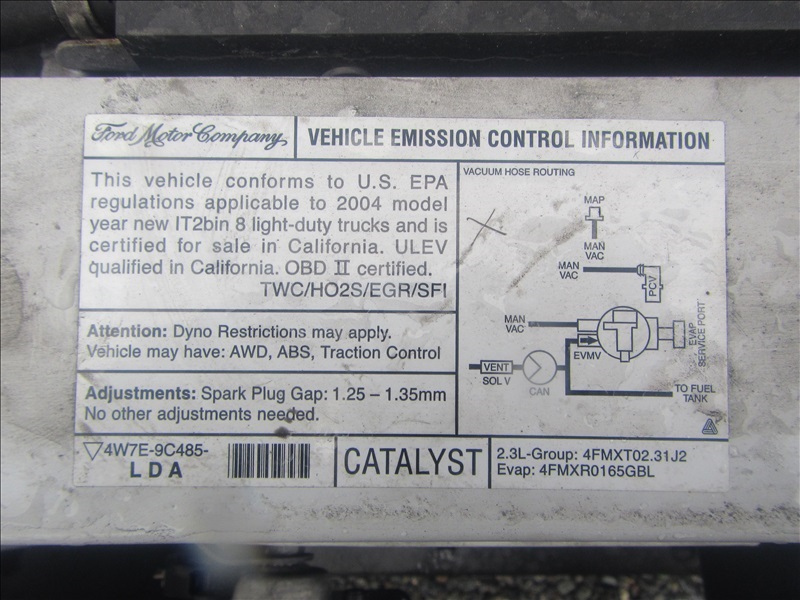 Ford Motor Company
VEHICLE EMISSION CONTROL INFORMATION
This vehicle conforms to U.S. EPA
regulations applicable to 2004 model
year new IT2bin 8 light-duty trucks and is
certified for sale in California. ULEV
qualified in California. OBD II certified.
TWC/HO2S/EGR/SFI
Attention: Dyno Restrictions may apply.
Vehicle may have: AWD, ABS, Traction Control
Adjustments: Spark Plug Gap: 1.25 – 1.35mm
No other adjustments needed.
VACUUM HOSE ROUTING
MAP
MAN
VAC
MAN
VAC
PCV
MAN
VAC
EVMV
EVAP
SERVICE PORT
VENT
SOL V
CAN
TO FUEL
TANK
4W7E-9C485-
LDA
CATALYST
2.3L-Group: 4FMXT02.31J2
Evap: 4FMXR0165GBL